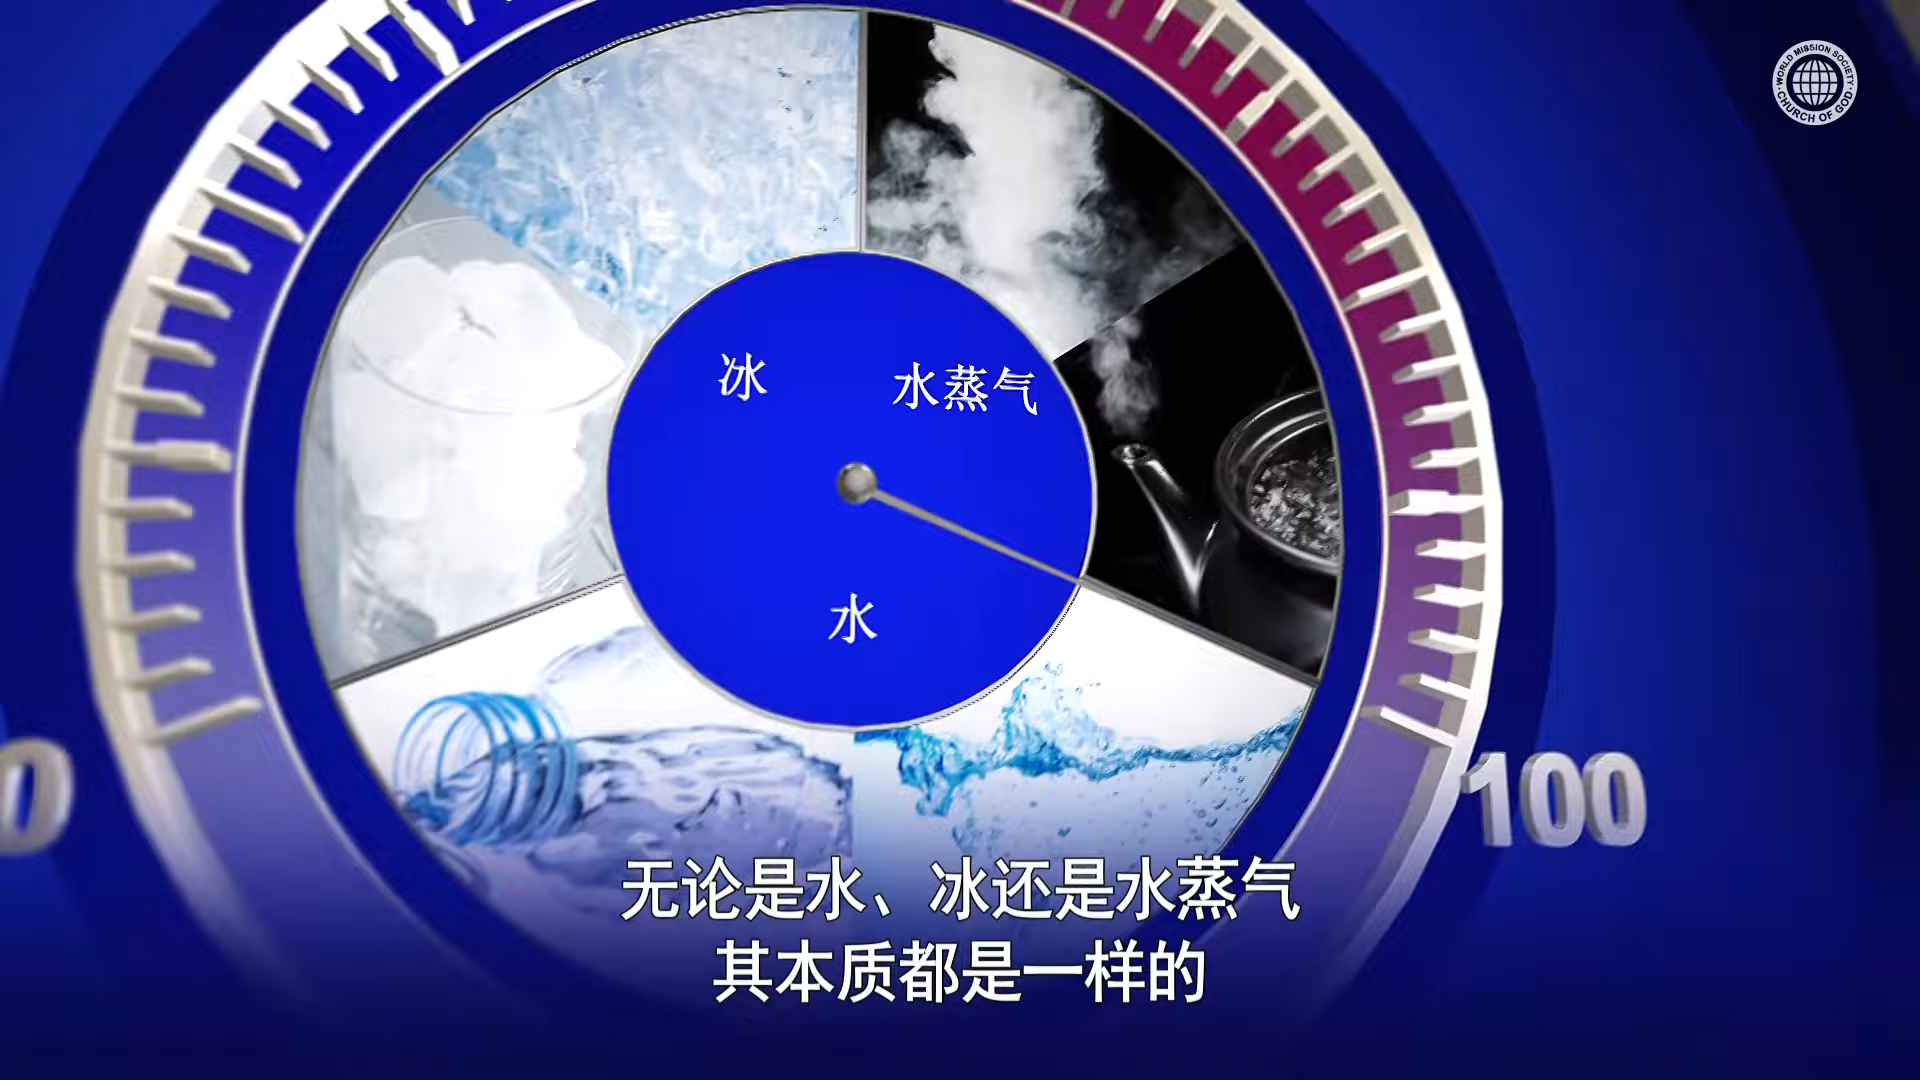 WORLD MISSION SOCIETY
CHURCH OF GOD
冰
水蒸气
水
0
100
无论是水、冰还是水蒸气
其本质都是一样的